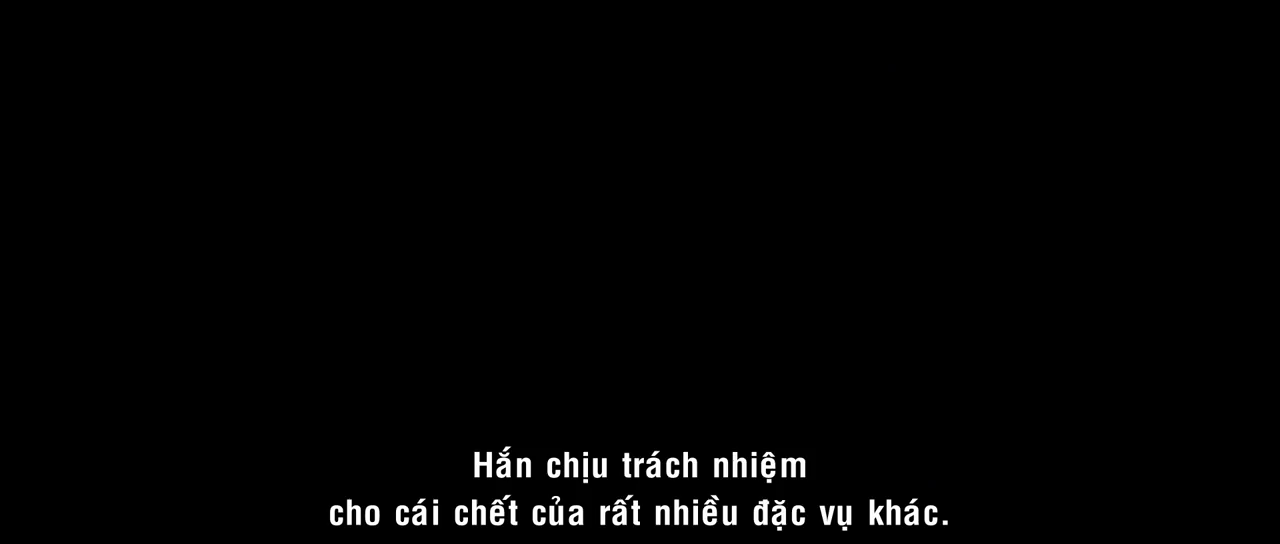 Hắn chịu trách nhiệm
cho cái chết của rất nhiều đặc vụ khác.